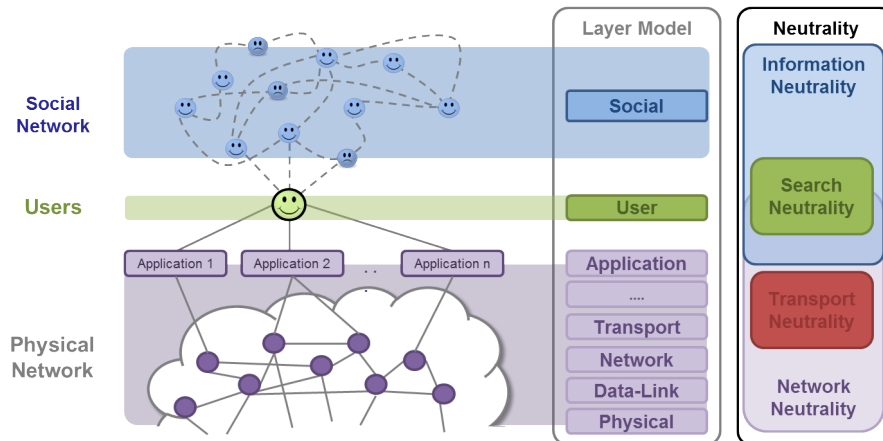 Layer Model
Neutrality
Social
Network
Social
Information
Neutrality
Users
User
Search
Neutrality
Application 1
Application 2
. . .
Application n
Application
....
Transport
Network
Data-Link
Physical
Transport
Neutrality
Physical
Network
Network
Neutrality